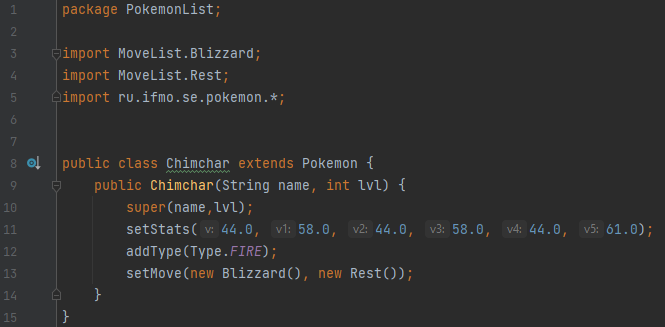 1 package PokemonList;
2
3 import MoveList.Blizzard;
4 import MoveList.Rest;
5 import ru.ifmo.se.pokemon.*;
6
7
8 public class Chimchar extends Pokemon {
9 public Chimchar(String name, int lvl) {
10 super(name,lvl);
11 setStats( v: 44.0, v1: 58.0, v2: 44.0, v3: 58.0, v4: 44.0, v5: 61.0);
12 addType(Type.FIRE);
13 setMove(new Blizzard(), new Rest());
14 }
15 }